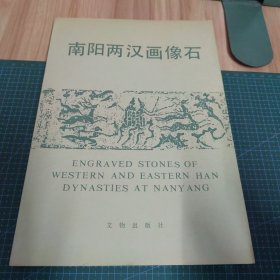 南阳两汉画像石
ENGRAVED STONES OF
WESTERN AND EASTERN HAN
DYNASTIES AT NANYANG
文物出版社